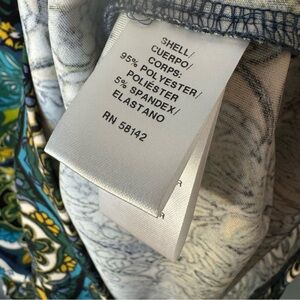 SHELL/
CUERPO/
CORPS:
95% POLYESTER/
POLIÉSTER
5% SPANDEX/
ELASTANO
RN 58142